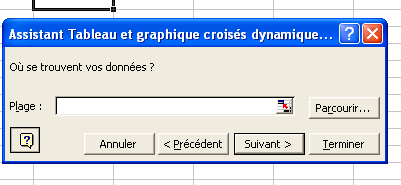 Assistant Tableau et graphique croisés dynamique...
Où se trouvent vos données ?
Plage :
Parcourir...
Annuler
< Précédent
Suivant >
Terminer